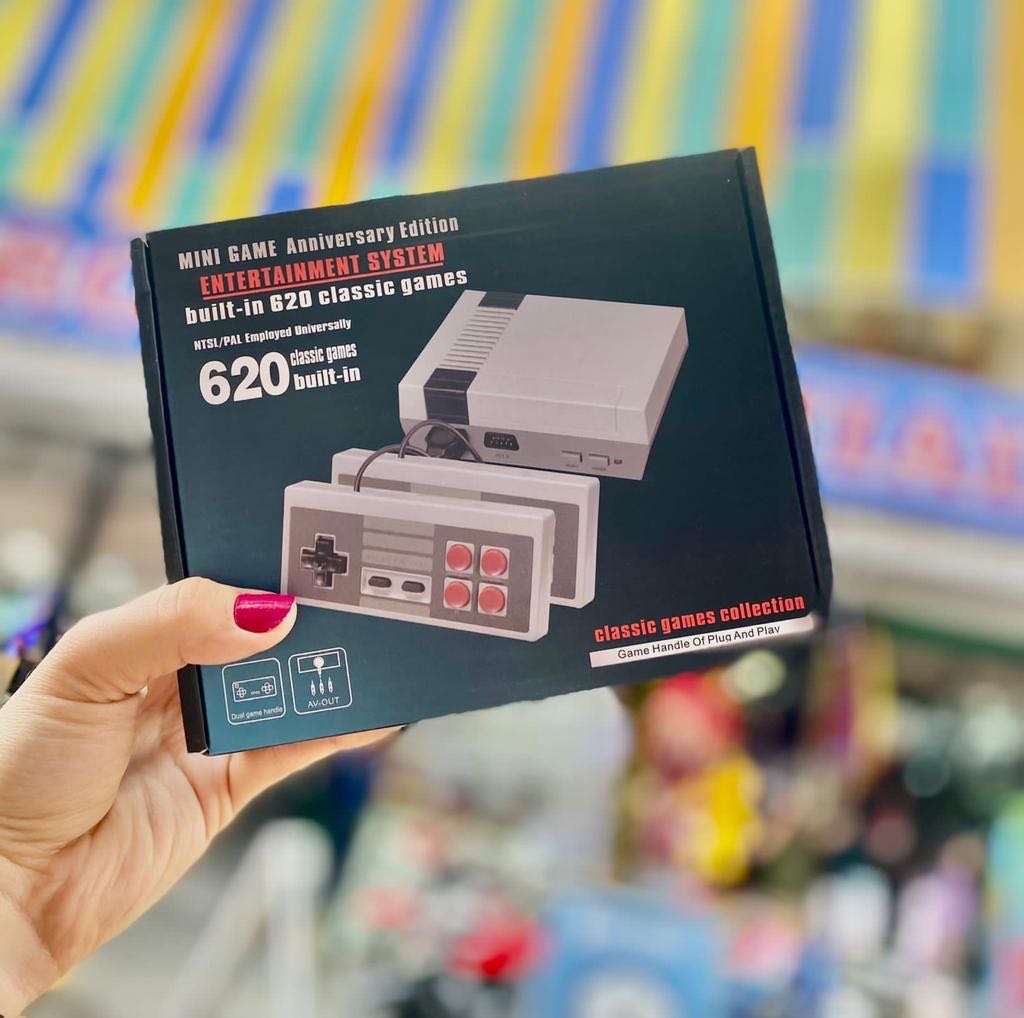 MINI GAME Anniversary Edition
ENTERTAINMENT SYSTEM
built-in 620 classic games
NTSL/PAL Employed Universally
620 classic games
built-in
classic games collection
Game Handle Of Plug And Play
Dual game handle
AV-OUT